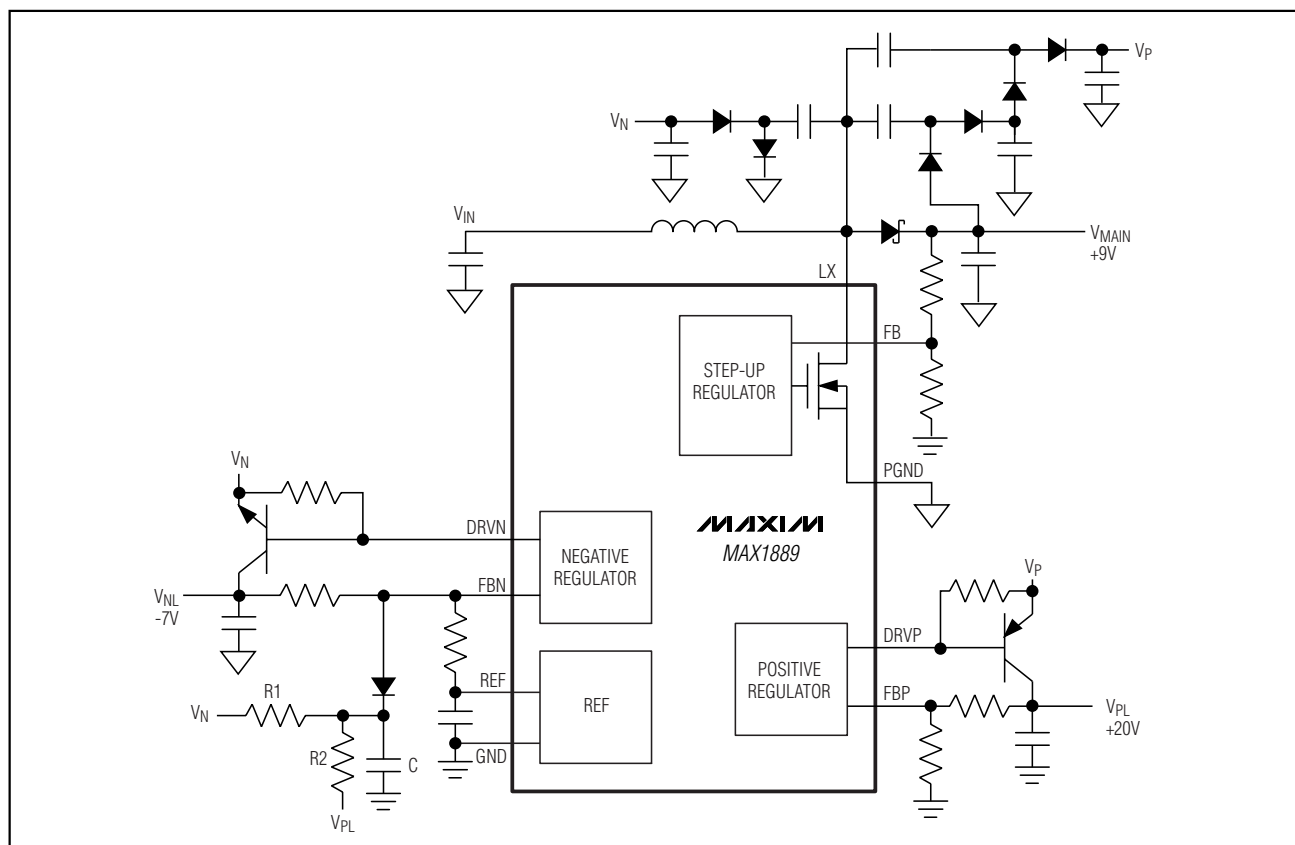 VP
VN
VIN
VMAIN
+9V
LX
FB
STEP-UP
REGULATOR
PGND
VN
MAXIM
MAX1889
DRVN
NEGATIVE
REGULATOR
FBN
VNL
-7V
VP
DRVP
POSITIVE
REGULATOR
FBP
VPL
+20V
REF
REF
GND
R1
VN
R2
C
VPL